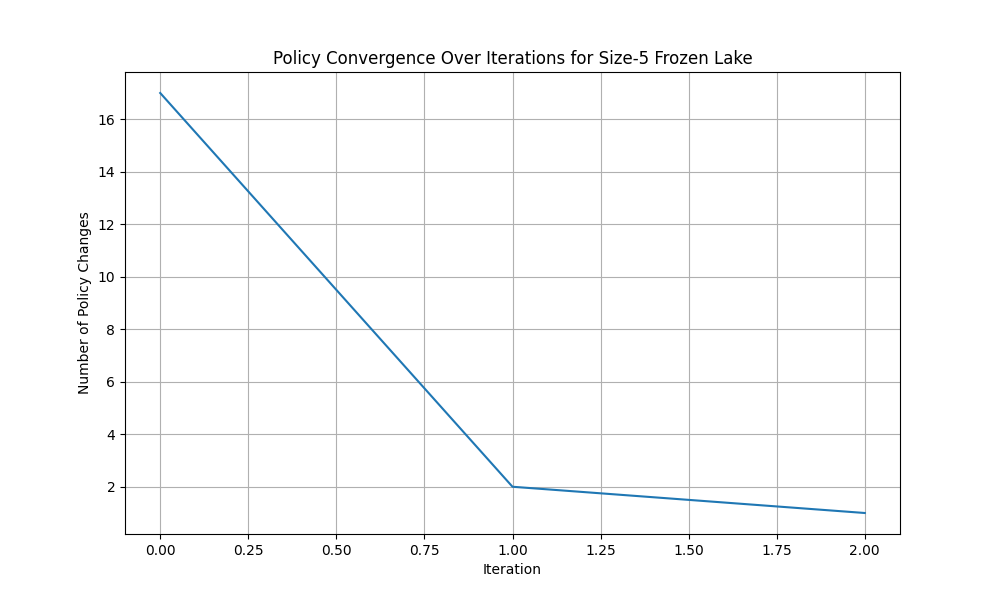 Policy Convergence Over Iterations for Size-5 Frozen Lake
Number of Policy Changes
16
14
12
10
8
6
4
2
0.00 0.25 0.50 0.75 1.00 1.25 1.50 1.75 2.00
Iteration